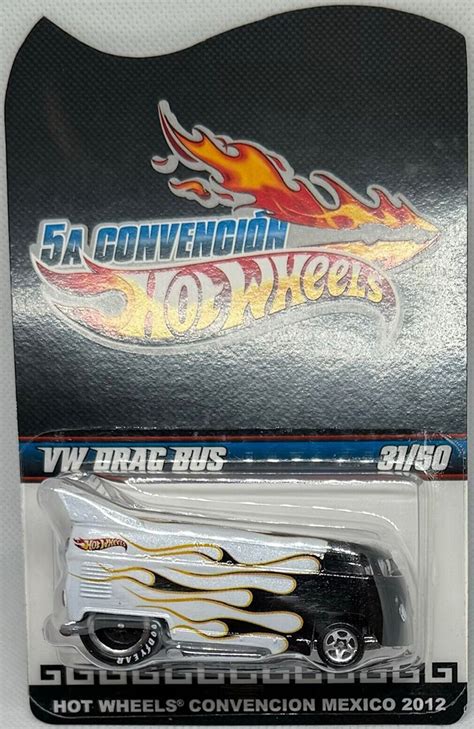 5A CONVENCIÓN
HOT WHEELS
VW DRAG BUS 31/50
HOT WHEELS
GOODYEAR
HOT WHEELS® CONVENCION MEXICO 2012